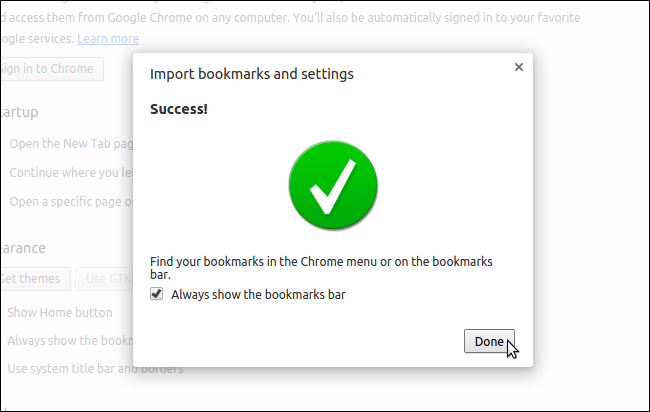 d access them from Google Chrome on any computer. You'll also be automatically signed in to your favorite
ogle services. Learn more
Sign in to Chrome
Import bookmarks and settings
Success!
tartup
Open the New Tab pag
Continue where you le
Open a specific page o
Find your bookmarks in the Chrome menu or on the bookmarks
bar.
Always show the bookmarks bar
earance
Get themes
Use GTK
Show Home button
Always show the bookm
Done
Use system title bar and borders